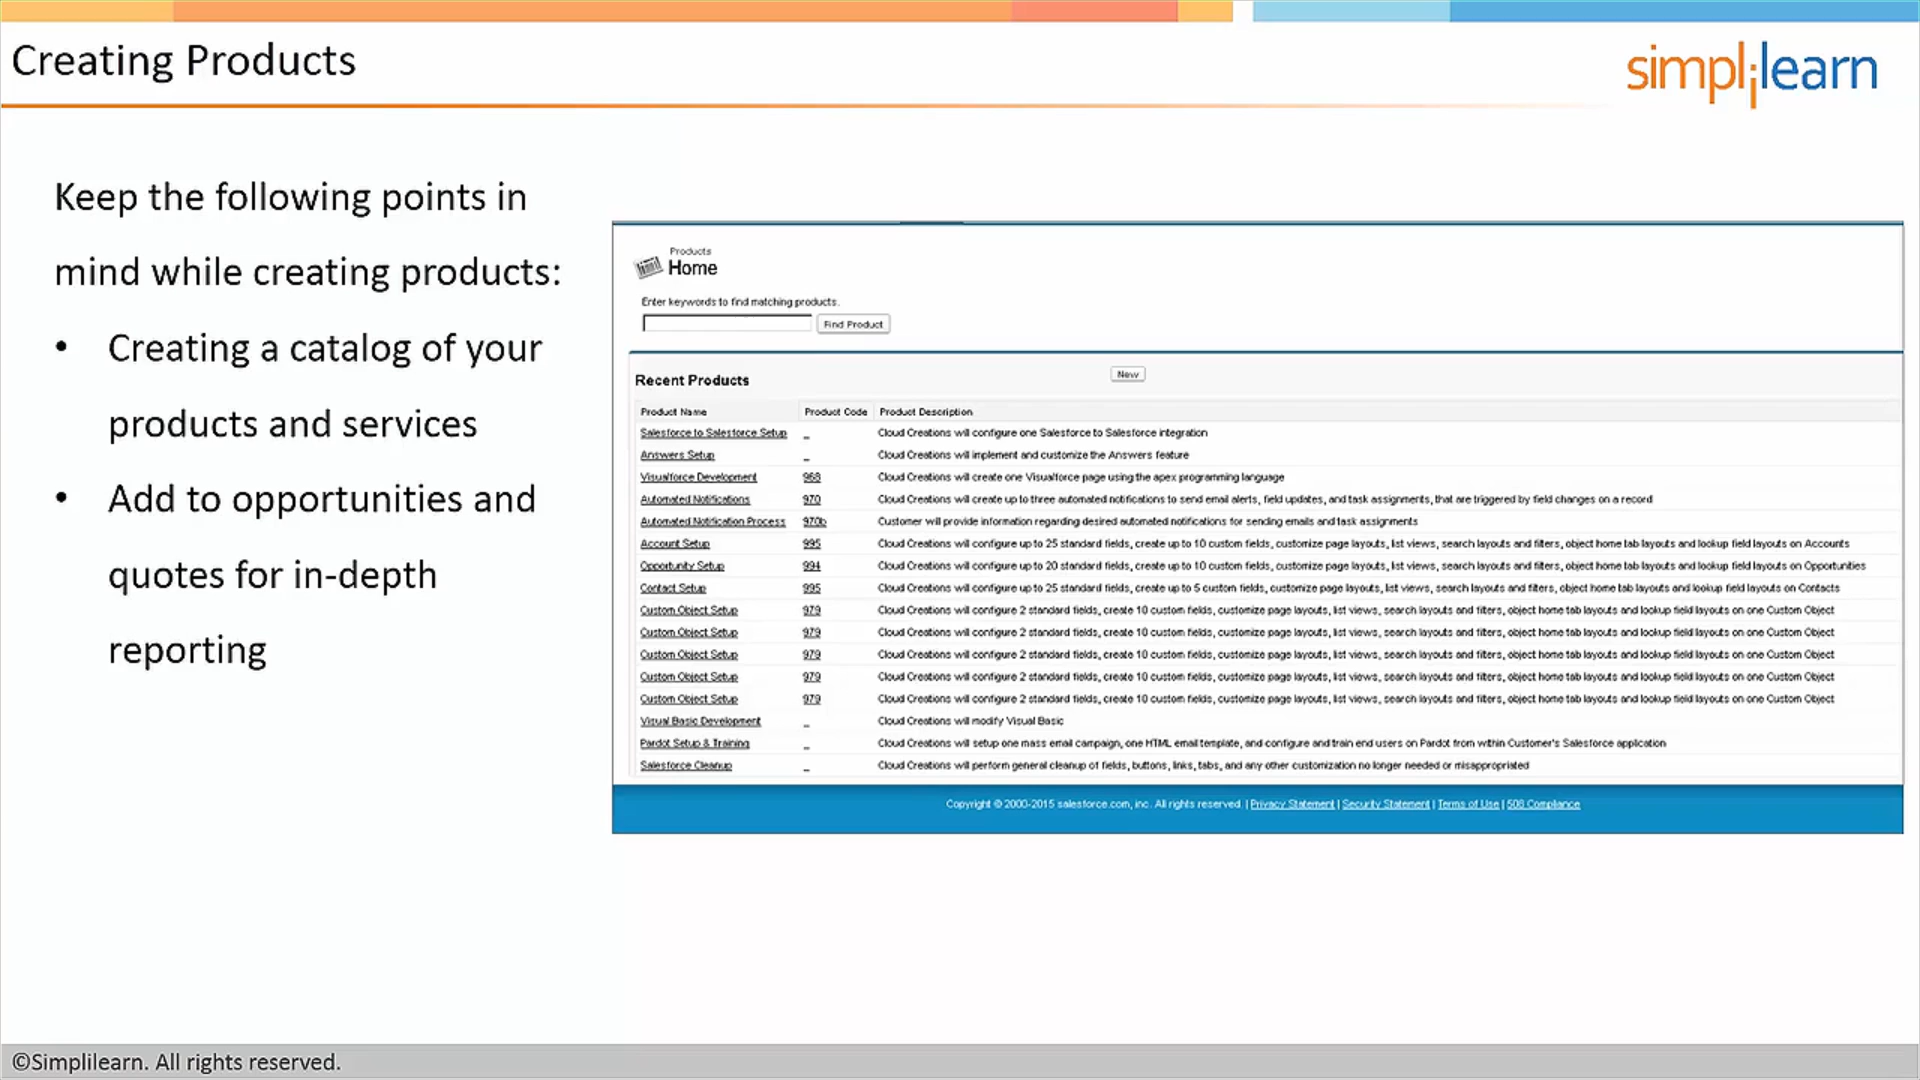 Creating Products
simplilearn
Keep the following points in
mind while creating products:
• Creating a catalog of your
products and services
• Add to opportunities and
quotes for in-depth
reporting
Products
Home
Enter keywords to find matching products.
Find Product
Recent Products
New
Product Name Product Code Product Description
Salesforce to Salesforce Setup _ Cloud Creations will configure one Salesforce to Salesforce integration
Answers Setup _ Cloud Creations will implement and customize the Answers feature
Visualforce Development 968 Cloud Creations will create one Visualforce page using the apex programming language
Automated Notifications 970 Cloud Creations will create up to three automated notifications to send email alerts, field updates, and task assignments, that are triggered by field changes on a record
Automated Notification Process 970b Customer will provide information regarding desired automated notifications for sending emails and task assignments
Account Setup 995 Cloud Creations will configure up to 25 standard fields, create up to 10 custom fields, customize page layouts, list views, search layouts and filters, object home tab layouts and lookup field layouts on Accounts
Opportunity Setup 994 Cloud Creations will configure up to 20 standard fields, create up to 10 custom fields, customize page layouts, list views, search layouts and filters, object home tab layouts and lookup field layouts on Opportunities
Contact Setup 995 Cloud Creations will configure up to 25 standard fields, create up to 5 custom fields, customize page layouts, list views, search layouts and filters, object home tab layouts and lookup field layouts on Contacts
Custom Object Setup 979 Cloud Creations will configure 2 standard fields, create 10 custom fields, customize page layouts, list views, search layouts and filters, object home tab layouts and lookup field layouts on one Custom Object
Custom Object Setup 979 Cloud Creations will configure 2 standard fields, create 10 custom fields, customize page layouts, list views, search layouts and filters, object home tab layouts and lookup field layouts on one Custom Object
Custom Object Setup 979 Cloud Creations will configure 2 standard fields, create 10 custom fields, customize page layouts, list views, search layouts and filters, object home tab layouts and lookup field layouts on one Custom Object
Custom Object Setup 979 Cloud Creations will configure 2 standard fields, create 10 custom fields, customize page layouts, list views, search layouts and filters, object home tab layouts and lookup field layouts on one Custom Object
Custom Object Setup 979 Cloud Creations will configure 2 standard fields, create 10 custom fields, customize page layouts, list views, search layouts and filters, object home tab layouts and lookup field layouts on one Custom Object
Visual Basic Development _ Cloud Creations will modify Visual Basic
Pardot Setup & Training _ Cloud Creations will setup one mass email campaign, one HTML email template, and configure and train end users on Pardot from within Customer's Salesforce application
Salesforce Cleanup _ Cloud Creations will perform general cleanup of fields, buttons, links, tabs, and any other customization no longer needed or misappropriated
Copyright © 2000-2015 salesforce.com, inc. All rights reserved. | Privacy Statement | Security Statement | Terms of Use | 508 Compliance
©Simplilearn. All rights reserved.